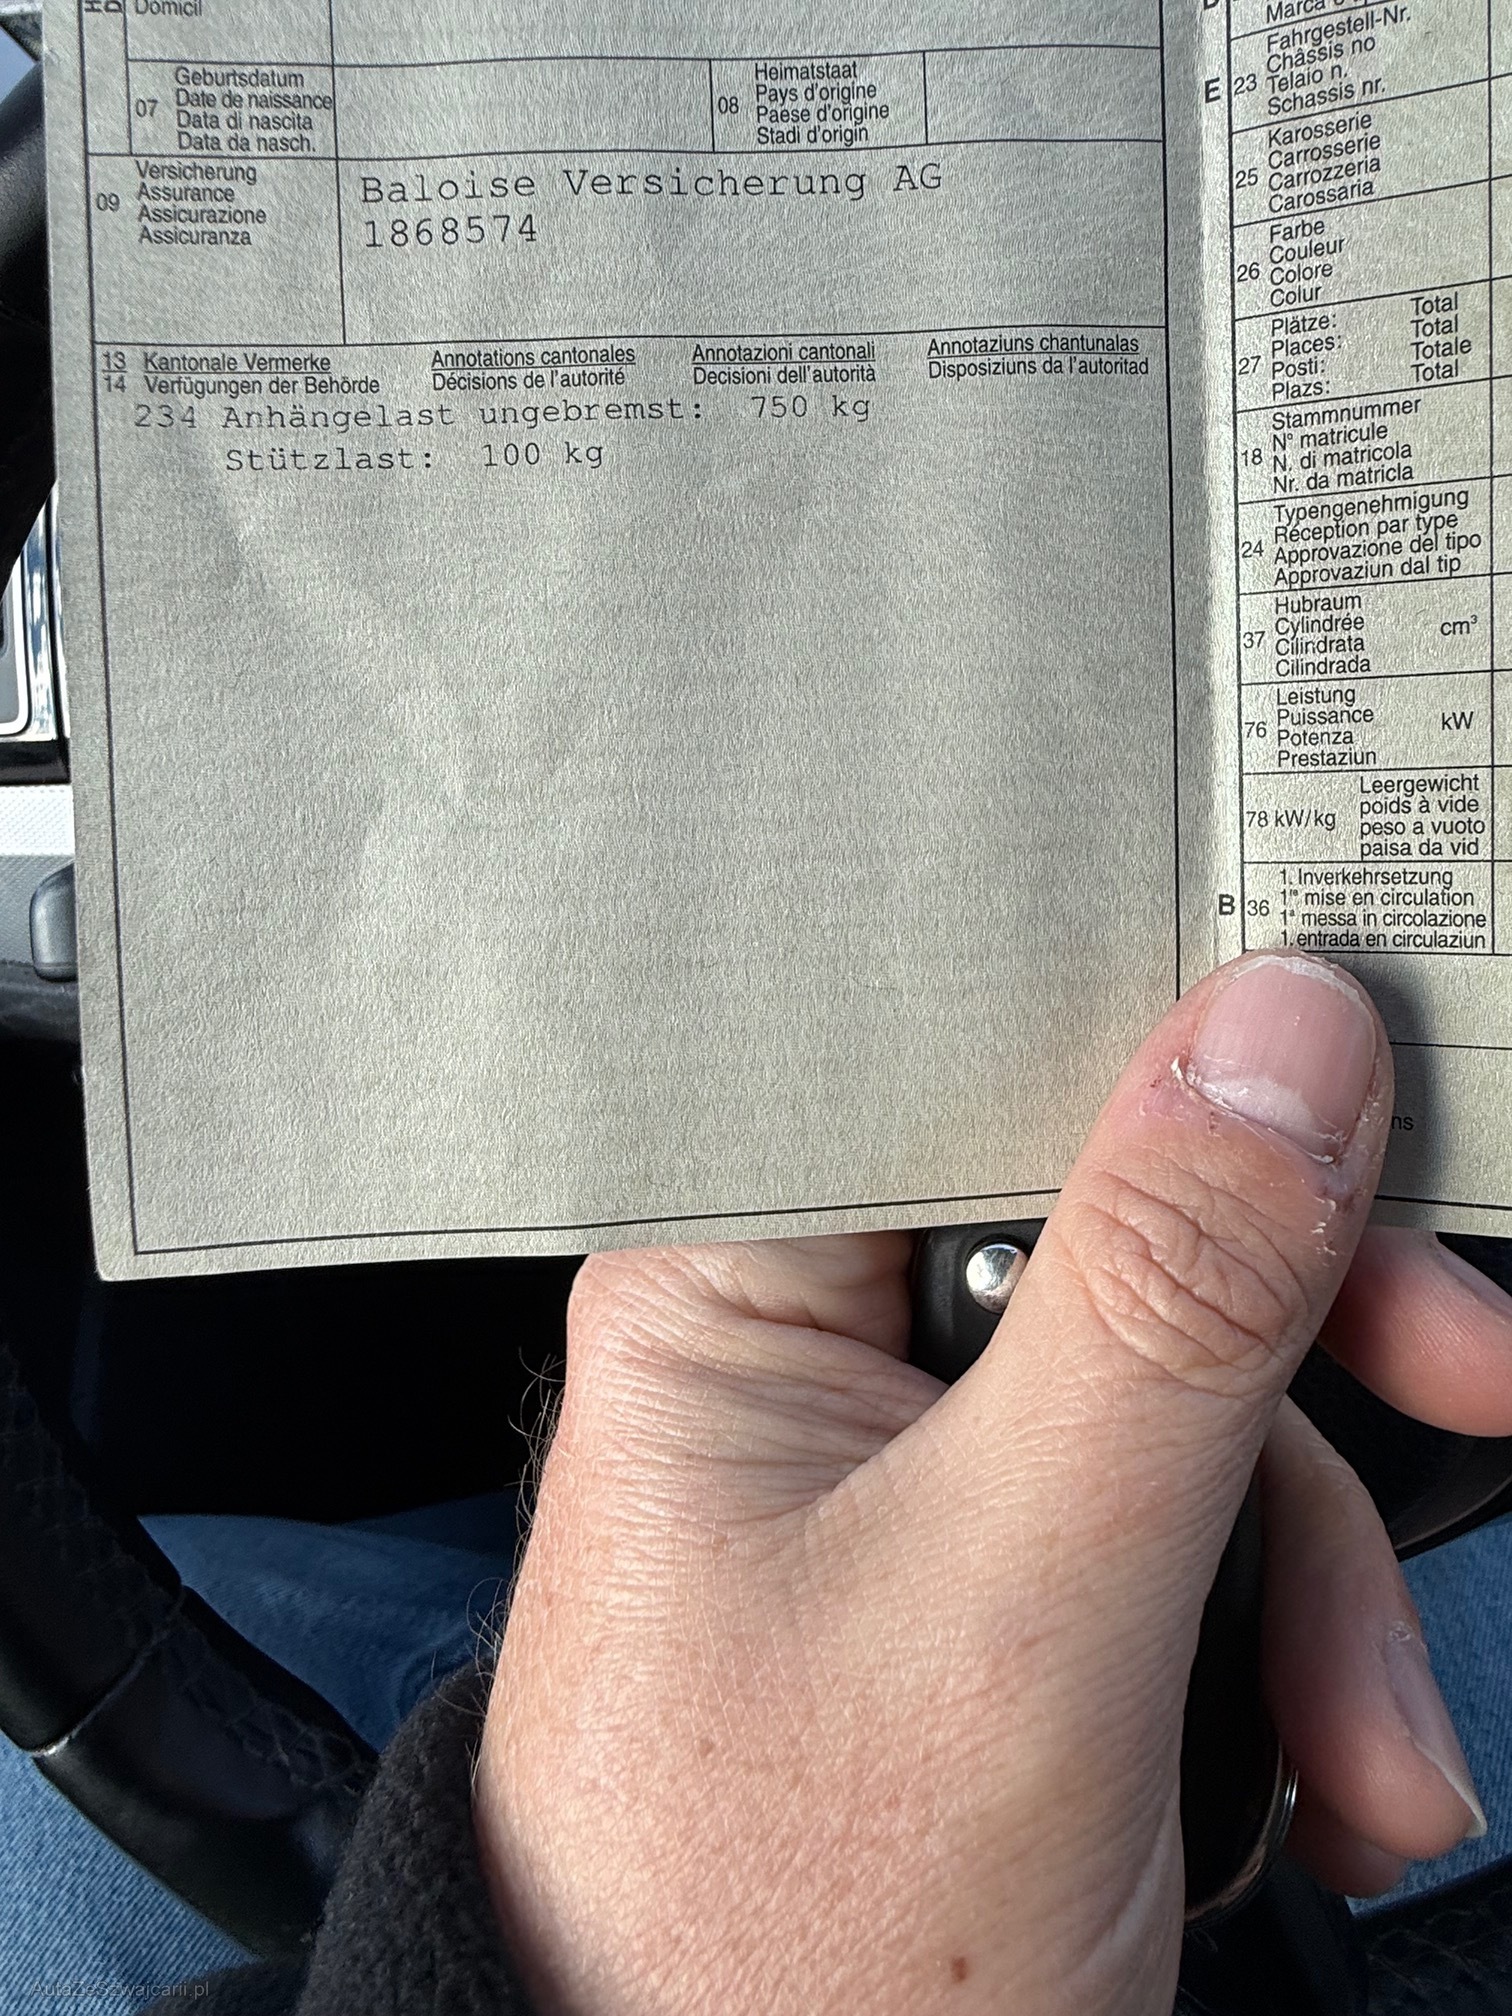 Domicil
07 Geburtsdatum
Date de naissance
Data di nascita
Data da nasch.
08 Heimatstaat
Pays d'origine
Paese d'origine
Stadi d'origin
09 Versicherung
Assurance
Assicurazione
Assicuranza
Baloise Versicherung AG
1868574
13 Kantonale Vermerke Annotations cantonales Annotazioni cantonali Annotaziuns chantunalas
14 Verfügungen der Behörde Décisions de l'autorité Decisioni dell'autorità Disposiziuns da l'autoritad
234 Anhängelast ungebremst: 750 kg
Stützlast: 100 kg
Marca
E 23 Fahrgestell-Nr.
Châssis no
Telaio n.
Schassis nr.
25 Karosserie
Carrosserie
Carrozzeria
Carossaria
26 Farbe
Couleur
Colore
Colur
27 Plätze: Total
Places: Total
Posti: Totale
Plazs: Total
18 Stammnummer
N° matricule
N. di matricola
Nr. da matricla
24 Typengenehmigung
Réception par type
Approvazione del tipo
Approvaziun dal tip
37 Hubraum
Cylindrée cm³
Cilindrata
Cilindrada
76 Leistung
Puissance kW
Potenza
Prestaziun
78 kW/kg Leergewicht
poids à vide
peso a vuoto
paisa da vid
B 36 1. Inverkehrsetzung
1re mise en circulation
1a messa in circolazione
1. entrada en circulaziun
ns
AutaZeSzwajcarii.pl